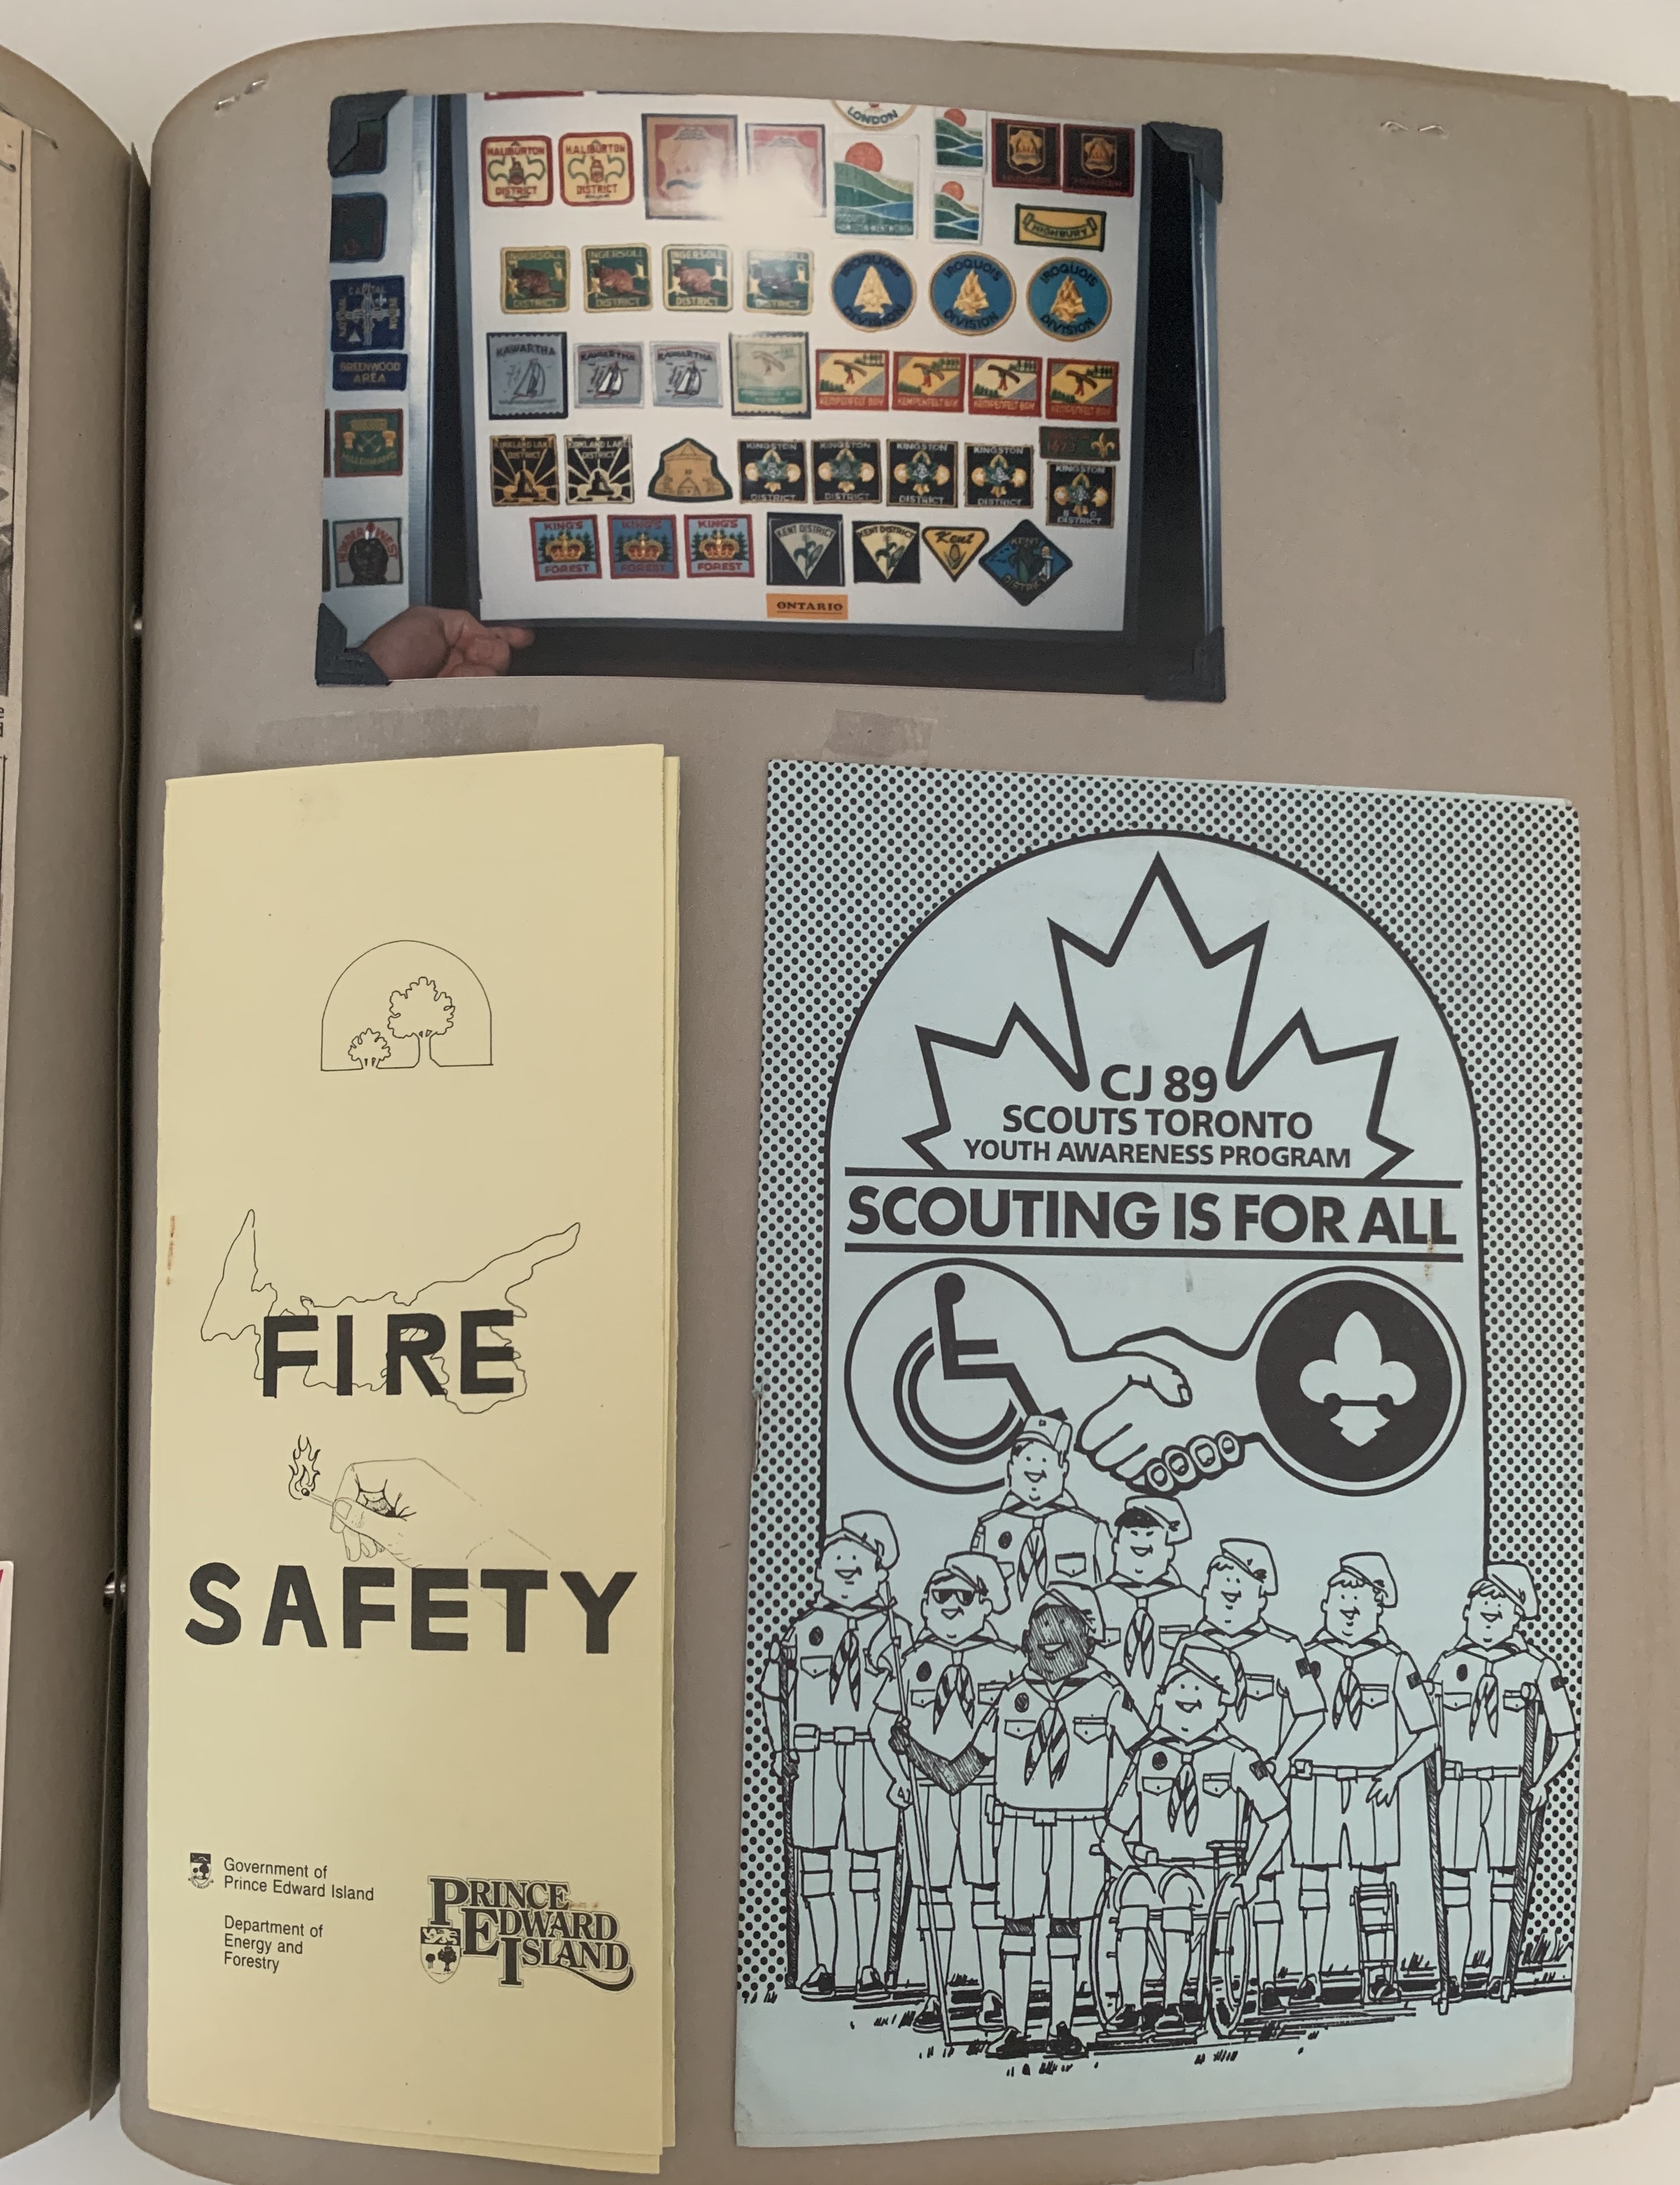 LONDON
HALIBURTON
DISTRICT
HALIBURTON
DISTRICT
HIGHBURY
INGERSOLL
DISTRICT
INGERSOLL
DISTRICT
INGERSOLL
DISTRICT
INGERSOLL
DISTRICT
IROQUOIS
DIVISION
IROQUOIS
DIVISION
IROQUOIS
DIVISION
CAPITAL
GREENWOOD
AREA
KAWARTHA
KAWARTHA
KAWARTHA
KEMPENFELT BAY
KEMPENFELT BAY
KEMPENFELT BAY
KEMPENFELT BAY
KIRKLAND LAKE
DISTRICT
KIRKLAND LAKE
DISTRICT
KINGSTON
DISTRICT
KINGSTON
DISTRICT
KINGSTON
DISTRICT
KINGSTON
DISTRICT
KINGSTON
DISTRICT
KING'S
FOREST
KING'S
FOREST
KING'S
FOREST
KENT DISTRICT
KENT DISTRICT
Kent
KENT
DISTRICT
ONTARIO
FIRE
SAFETY
Government of
Prince Edward Island
Department of
Energy and
Forestry
PRINCE
EDWARD
ISLAND
CJ 89
SCOUTS TORONTO
YOUTH AWARENESS PROGRAM
SCOUTING IS FOR ALL